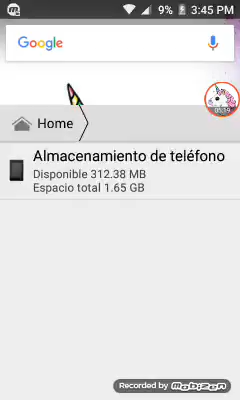 9% 3:45 PM
Google
Home
Almacenamiento de teléfono
Disponible 312.38 MB
Espacio total 1.65 GB
Recorded by Mobizen